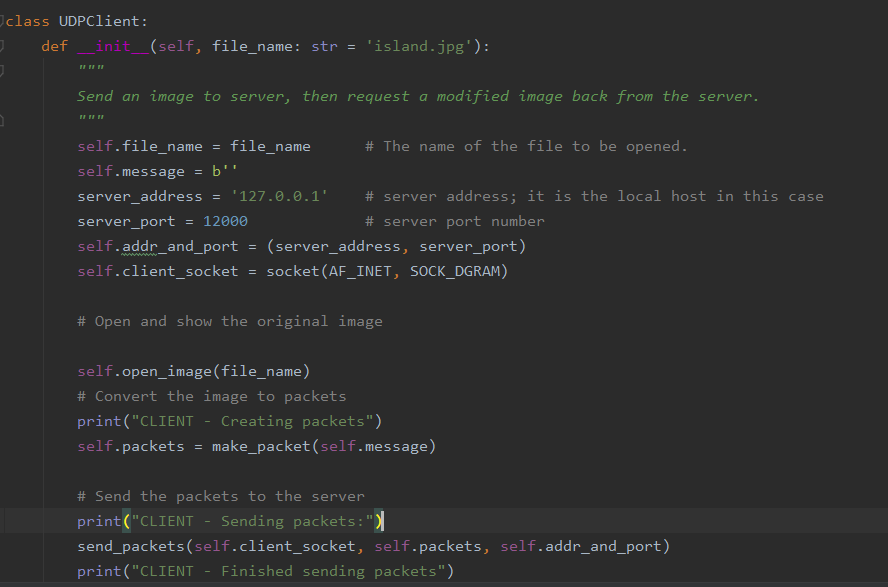 class UDPClient:
    def __init__(self, file_name: str = 'island.jpg'):
        """
        Send an image to server, then request a modified image back from the server.
        """
        self.file_name = file_name      # The name of the file to be opened.
        self.message = b''
        server_address = '127.0.0.1'    # server address; it is the local host in this case
        server_port = 12000             # server port number
        self.addr_and_port = (server_address, server_port)
        self.client_socket = socket(AF_INET, SOCK_DGRAM)

        # Open and show the original image

        self.open_image(file_name)
        # Convert the image to packets
        print("CLIENT - Creating packets")
        self.packets = make_packet(self.message)

        # Send the packets to the server
        print("CLIENT - Sending packets:")
        send_packets(self.client_socket, self.packets, self.addr_and_port)
        print("CLIENT - Finished sending packets")